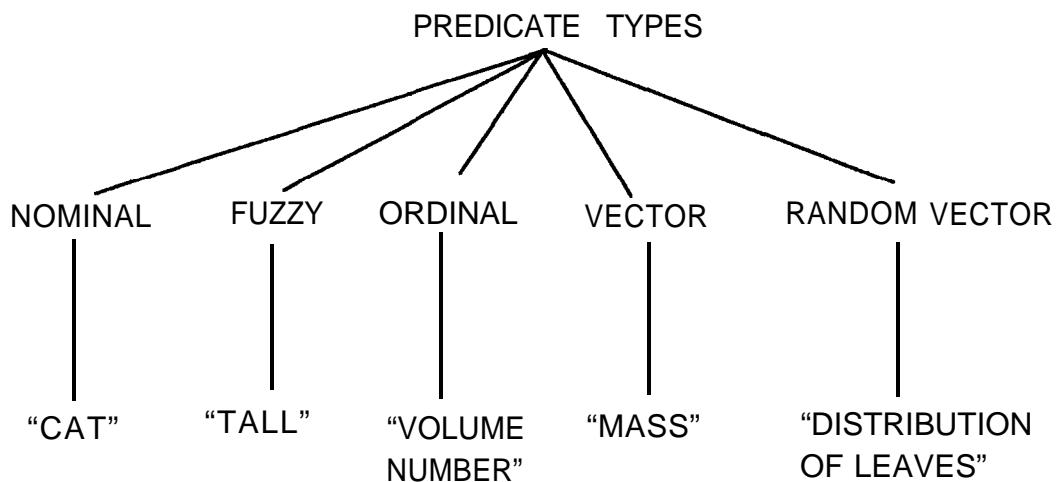 PREDICATE TYPES
NOMINAL FUZZY ORDINAL VECTOR RANDOM VECTOR
“CAT” “TALL” “VOLUME NUMBER” “MASS” “DISTRIBUTION OF LEAVES”